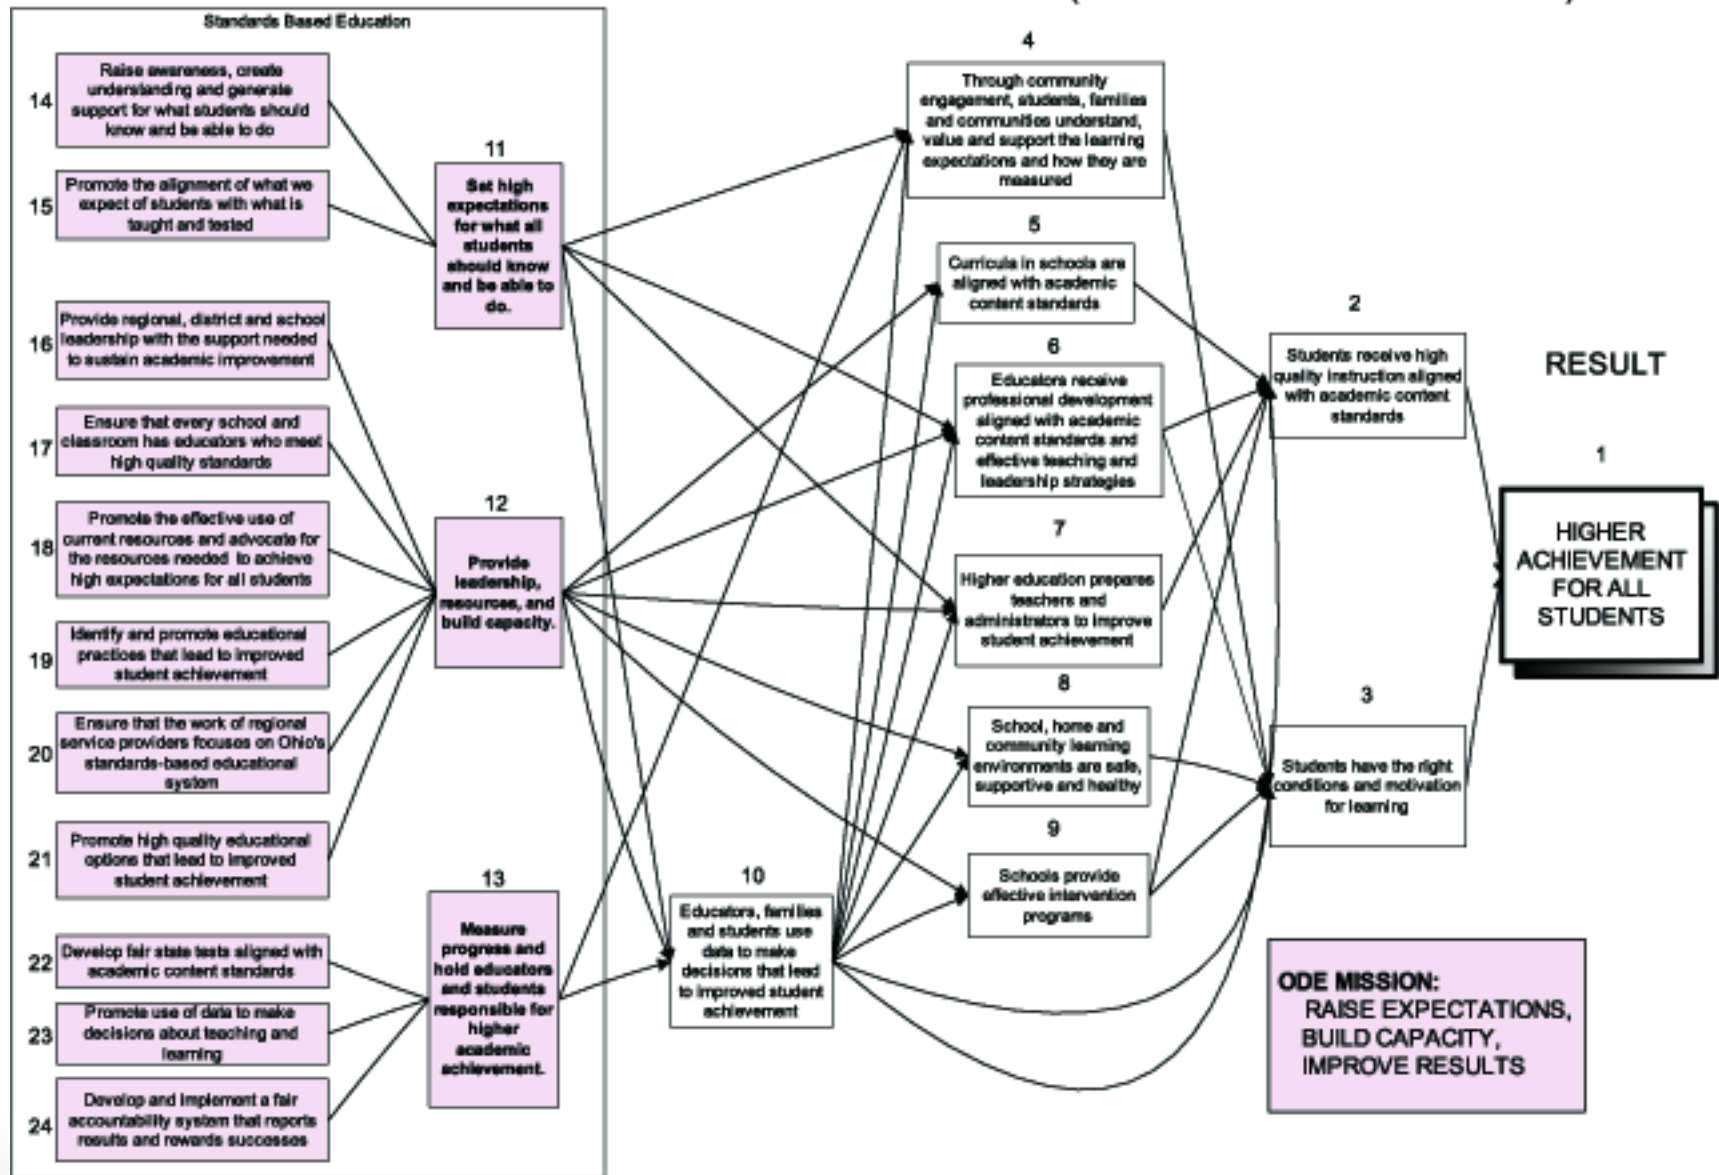 Standards Based Education
14
Raise awareness, create
understanding and generate
support for what students should
know and be able to do
15
Promote the alignment of what we
expect of students with what is
taught and tested
16
Provide regional, district and school
leadership with the support needed
to sustain academic improvement
17
Ensure that every school and
classroom has educators who meet
high quality standards
18
Promote the effective use of
current resources and advocate for
the resources needed to achieve
high expectations for all students
19
Identify and promote educational
practices that lead to improved
student achievement
20
Ensure that the work of regional
service providers focuses on Ohio's
standards-based educational
system
21
Promote high quality educational
options that lead to improved
student achievement
22
Develop fair state tests aligned with
academic content standards
23
Promote use of data to make
decisions about teaching and
learning
24
Develop and implement a fair
accountability system that reports
results and rewards successes
11
Set high
expectations
for what all
students
should know
and be able to
do.
12
Provide
leadership,
resources, and
build capacity.
13
Measure
progress and
hold educators
and students
responsible for
higher
academic
achievement.
10
Educators, families
and students use
data to make
decisions that lead
to improved student
achievement
4
Through community
engagement, students, families
and communities understand,
value and support the learning
expectations and how they are
measured
5
Curricula in schools are
aligned with academic
content standards
6
Educators receive
professional development
aligned with academic
content standards and
effective teaching and
leadership strategies
7
Higher education prepares
teachers and
administrators to improve
student achievement
8
School, home and
community learning
environments are safe,
supportive and healthy
9
Schools provide
effective intervention
programs
2
Students receive high
quality instruction aligned
with academic content
standards
3
Students have the right
conditions and motivation
for learning
RESULT
1
HIGHER
ACHIEVEMENT
FOR ALL
STUDENTS
ODE MISSION:
RAISE EXPECTATIONS,
BUILD CAPACITY,
IMPROVE RESULTS